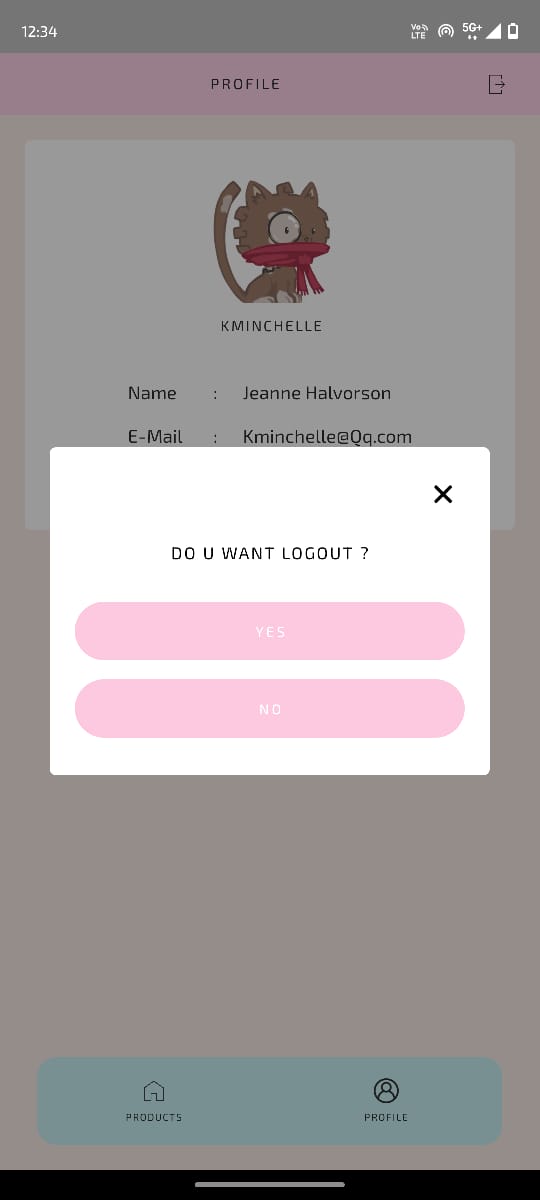 12:34
Vo LTE 5G+
PROFILE
KMINCHELLE
Name : Jeanne Halvorson
E-Mail : Kminchelle@Qq.com
DO U WANT LOGOUT ?
YES
NO
PRODUCTS PROFILE